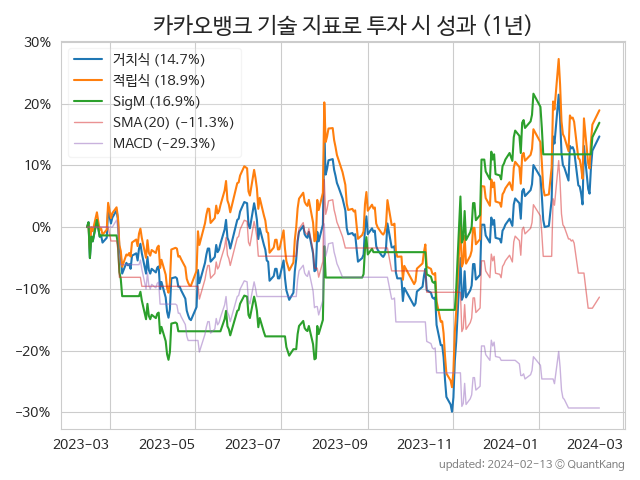 카카오뱅크 기술 지표로 투자 시 성과 (1년)
30%
20%
10%
0%
−10%
−20%
−30%
거치식 (14.7%)
적립식 (18.9%)
SigM (16.9%)
SMA(20) (−11.3%)
MACD (−29.3%)
2023-03
2023-05
2023-07
2023-09
2023-11
2024-01
2024-03
updated: 2024-02-13 ⓒ QuantKang